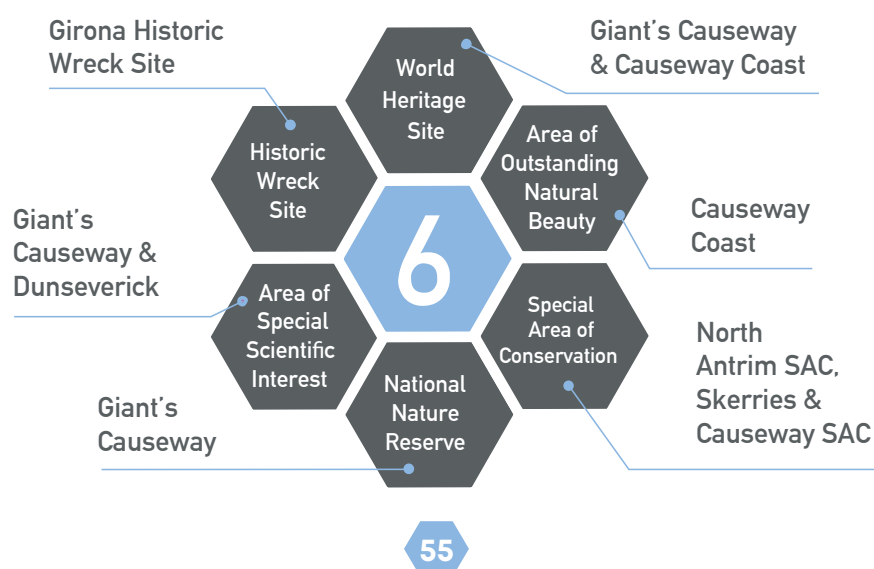 Girona Historic
Wreck Site
Giant's Causeway
& Causeway Coast
World
Heritage
Site
Historic
Wreck
Site
Area of
Outstanding
Natural
Beauty
Causeway
Coast
Giant's
Causeway &
Dunseverick
6
Area of
Special
Scientific
Interest
Special
Area of
Conservation
North
Antrim SAC,
Skerries &
Causeway SAC
Giant's
Causeway
National
Nature
Reserve
55